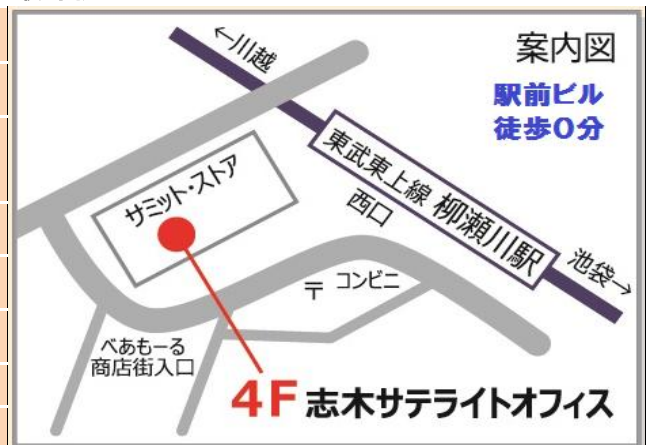 案内図
駅前ビル
徒歩0分
←川越
東武東上線 柳瀬川駅
西口
池袋→
サミット・ストア
〒 コンビニ
べあもーる
商店街入口
4F 志木サテライトオフィス